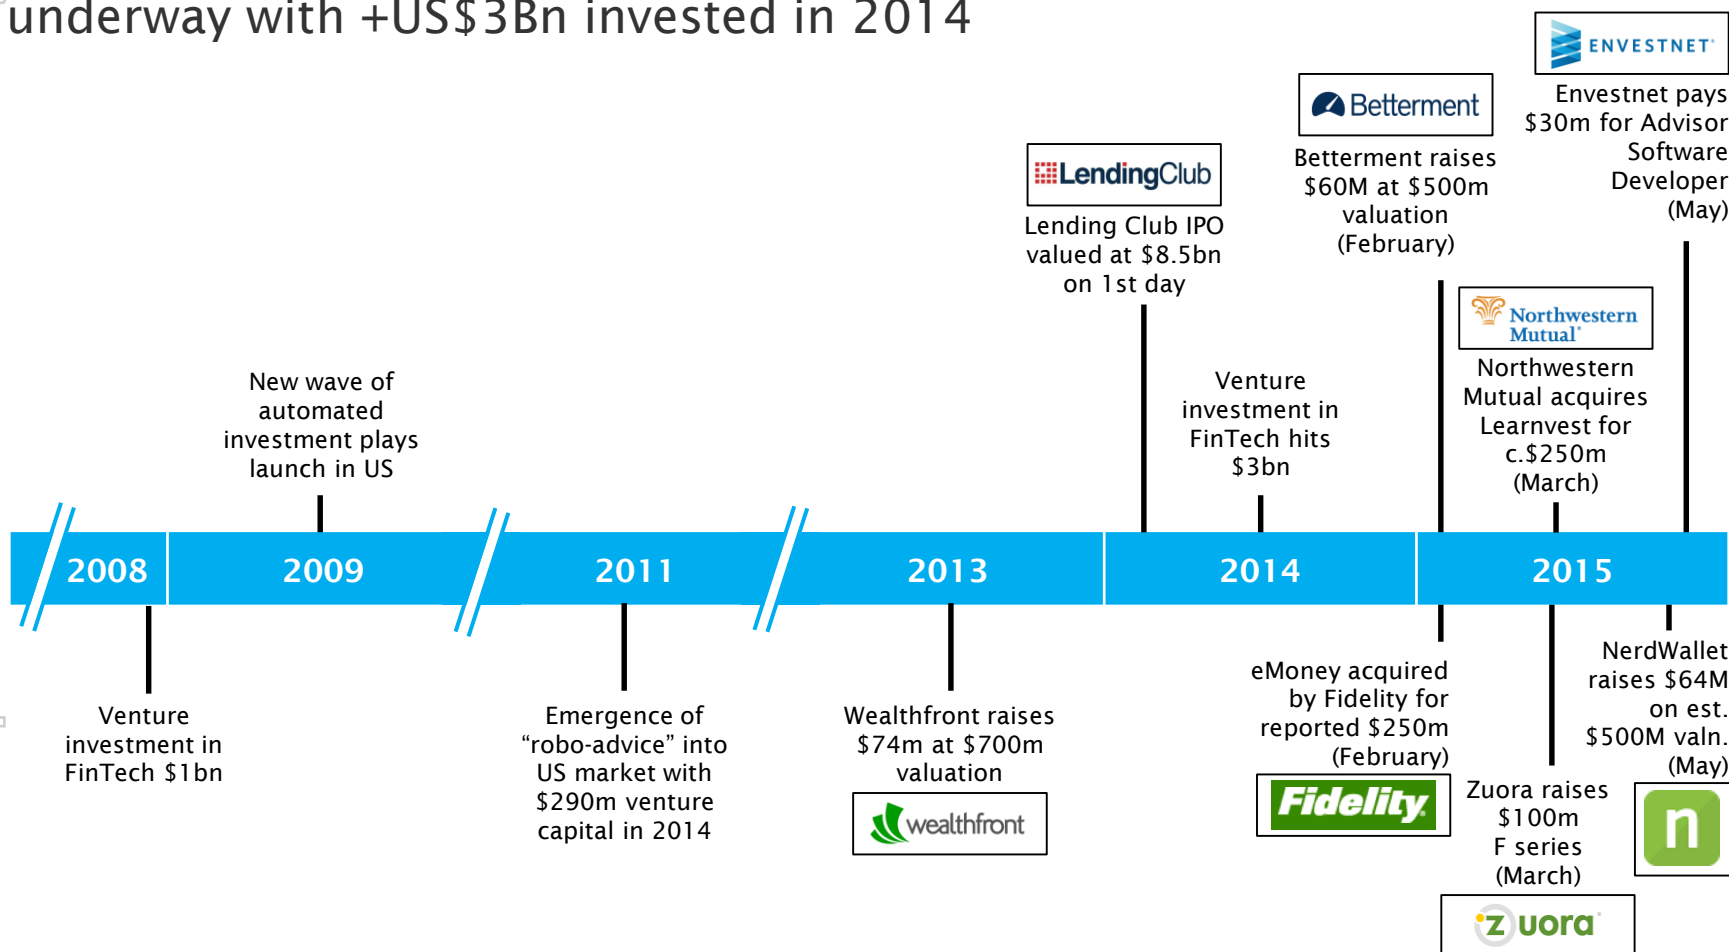 underway with +US$3Bn invested in 2014
ENVESTNET
Envestnet pays
$30m for Advisor
Software
Developer
(May)
Betterment
Betterment raises
$60M at $500m
valuation
(February)
LendingClub
Lending Club IPO
valued at $8.5bn
on 1st day
Northwestern
Mutual
Northwestern
Mutual acquires
Learnvest for
c.$250m
(March)
Venture
investment in
FinTech hits
$3bn
New wave of
automated
investment plays
launch in US
2008
2009
2011
2013
2014
2015
Venture
investment in
FinTech $1bn
Emergence of
“robo-advice” into
US market with
$290m venture
capital in 2014
Wealthfront raises
$74m at $700m
valuation
wealthfront
eMoney acquired
by Fidelity for
reported $250m
(February)
Fidelity
Zuora raises
$100m
F series
(March)
zuora
NerdWallet
raises $64M
on est.
$500M valn.
(May)
n